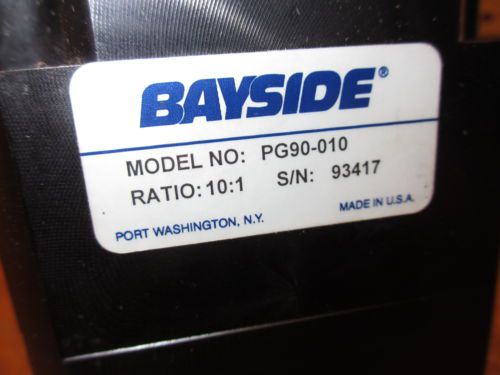 BAYSIDE®
MODEL NO: PG90-010
RATIO: 10:1 S/N: 93417
PORT WASHINGTON, N.Y. MADE IN U.S.A.